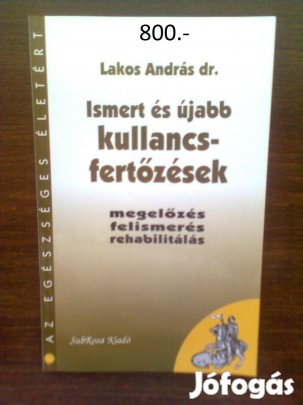 800.-
Lakos András dr.
Ismert és újabb
kullancs-
fertőzések
megelőzés
felismerés
rehabilitálás
SubRosa Kiadó
AZ EGÉSZSÉGES ÉLETÉRT
Jófogás